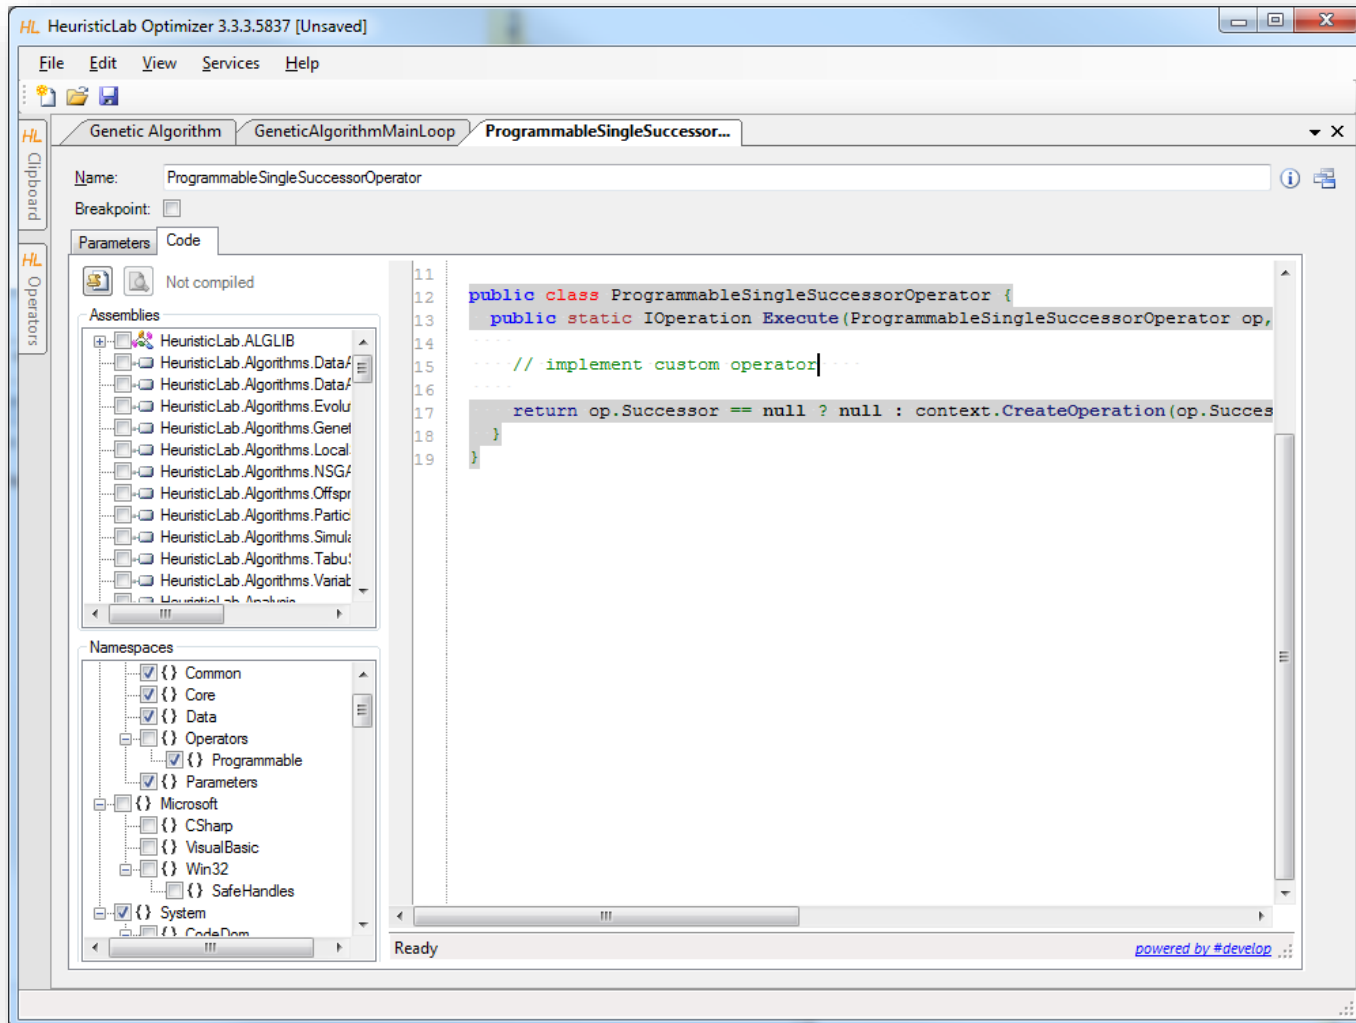 HL HeuristicLab Optimizer 3.3.3.5837 [Unsaved]
File Edit View Services Help
HL Clipboard
HL Operators
Genetic Algorithm GeneticAlgorithmMainLoop ProgrammableSingleSuccessor...
Name: ProgrammableSingleSuccessorOperator
Breakpoint:
Parameters Code
Not compiled
Assemblies
HeuristicLab.ALGLIB
HeuristicLab.Algorithms.DataA
HeuristicLab.Algorithms.DataA
HeuristicLab.Algorithms.Evolu
HeuristicLab.Algorithms.Genet
HeuristicLab.Algorithms.Local
HeuristicLab.Algorithms.NSGA
HeuristicLab.Algorithms.Offspr
HeuristicLab.Algorithms.Partic
HeuristicLab.Algorithms.Simula
HeuristicLab.Algorithms.TabuS
HeuristicLab.Algorithms.Variab
HeuristicLab.Analysis
Namespaces
{} Common
{} Core
{} Data
{} Operators
{} Programmable
{} Parameters
{} Microsoft
{} CSharp
{} VisualBasic
{} Win32
{} SafeHandles
{} System
{} CodeDom
11
12 public class ProgrammableSingleSuccessorOperator {
13 public static IOperation Execute(ProgrammableSingleSuccessorOperator op,
14
15 // implement custom operator
16
17 return op.Successor == null ? null : context.CreateOperation(op.Succes
18 }
19 }
Ready
powered by #develop